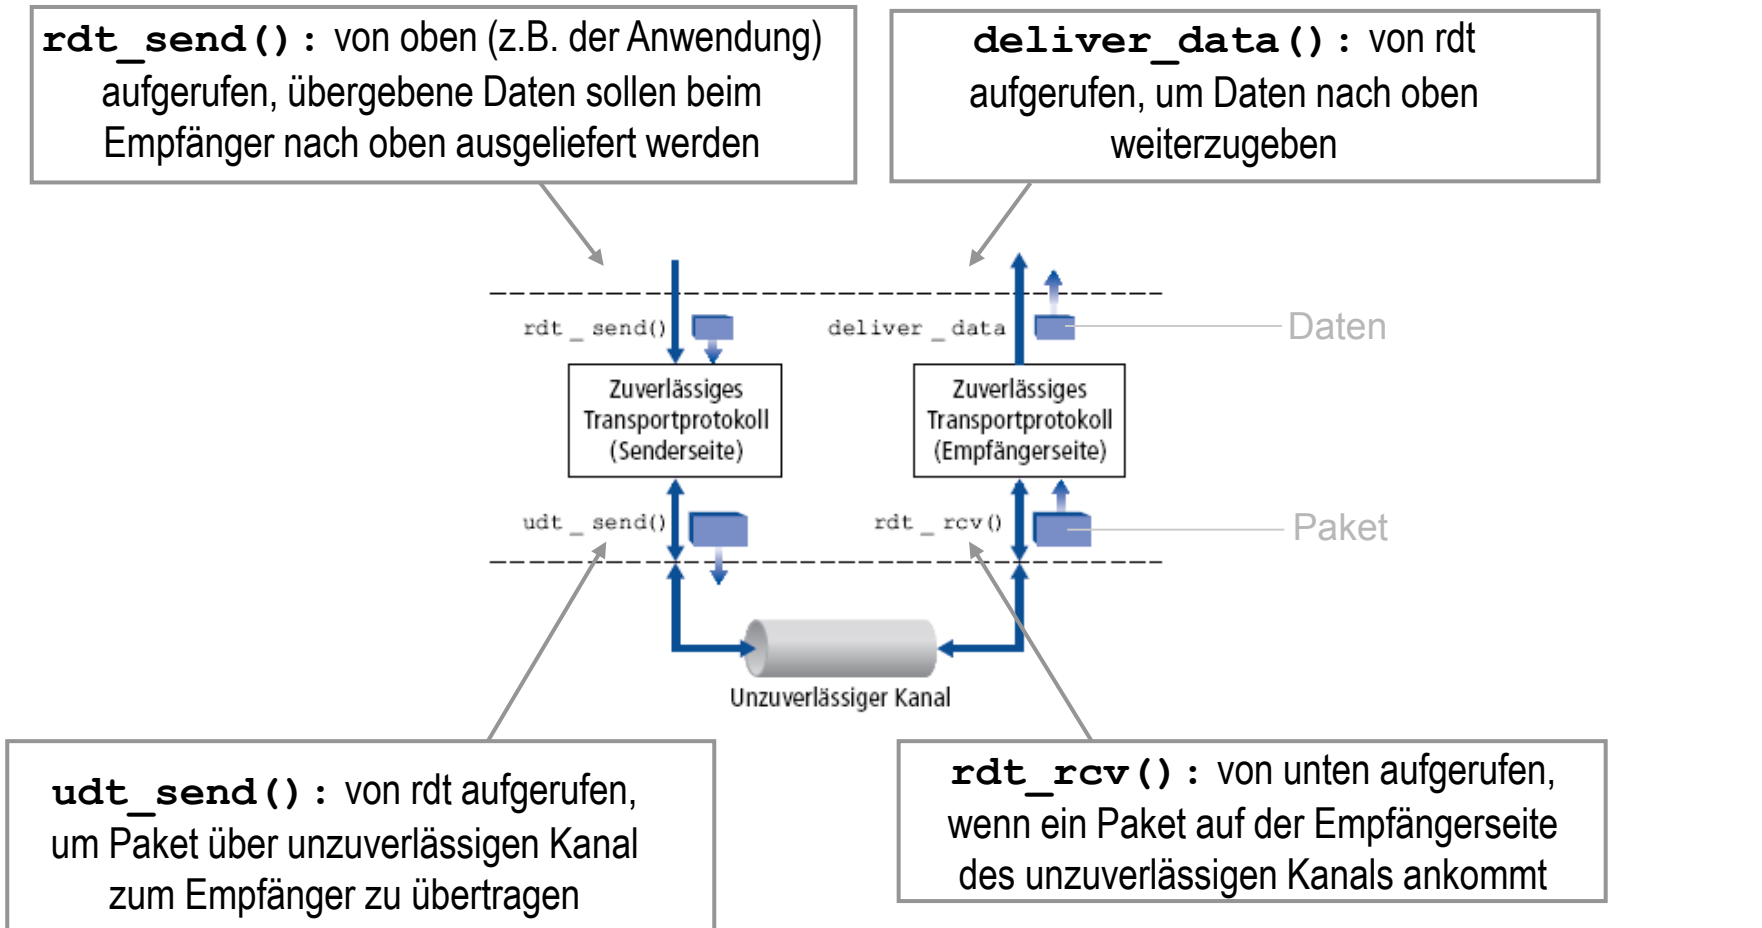 rdt_send(): von oben (z.B. der Anwendung)
aufgerufen, übergebene Daten sollen beim
Empfänger nach oben ausgeliefert werden
deliver_data(): von rdt
aufgerufen, um Daten nach oben
weiterzugeben
rdt_send()
deliver_data
Daten
Zuverlässiges
Transportprotokoll
(Senderseite)
Zuverlässiges
Transportprotokoll
(Empfängerseite)
udt_send()
rdt_rcv()
Paket
Unzuverlässiger Kanal
udt_send(): von rdt aufgerufen,
um Paket über unzuverlässigen Kanal
zum Empfänger zu übertragen
rdt_rcv(): von unten aufgerufen,
wenn ein Paket auf der Empfängerseite
des unzuverlässigen Kanals ankommt